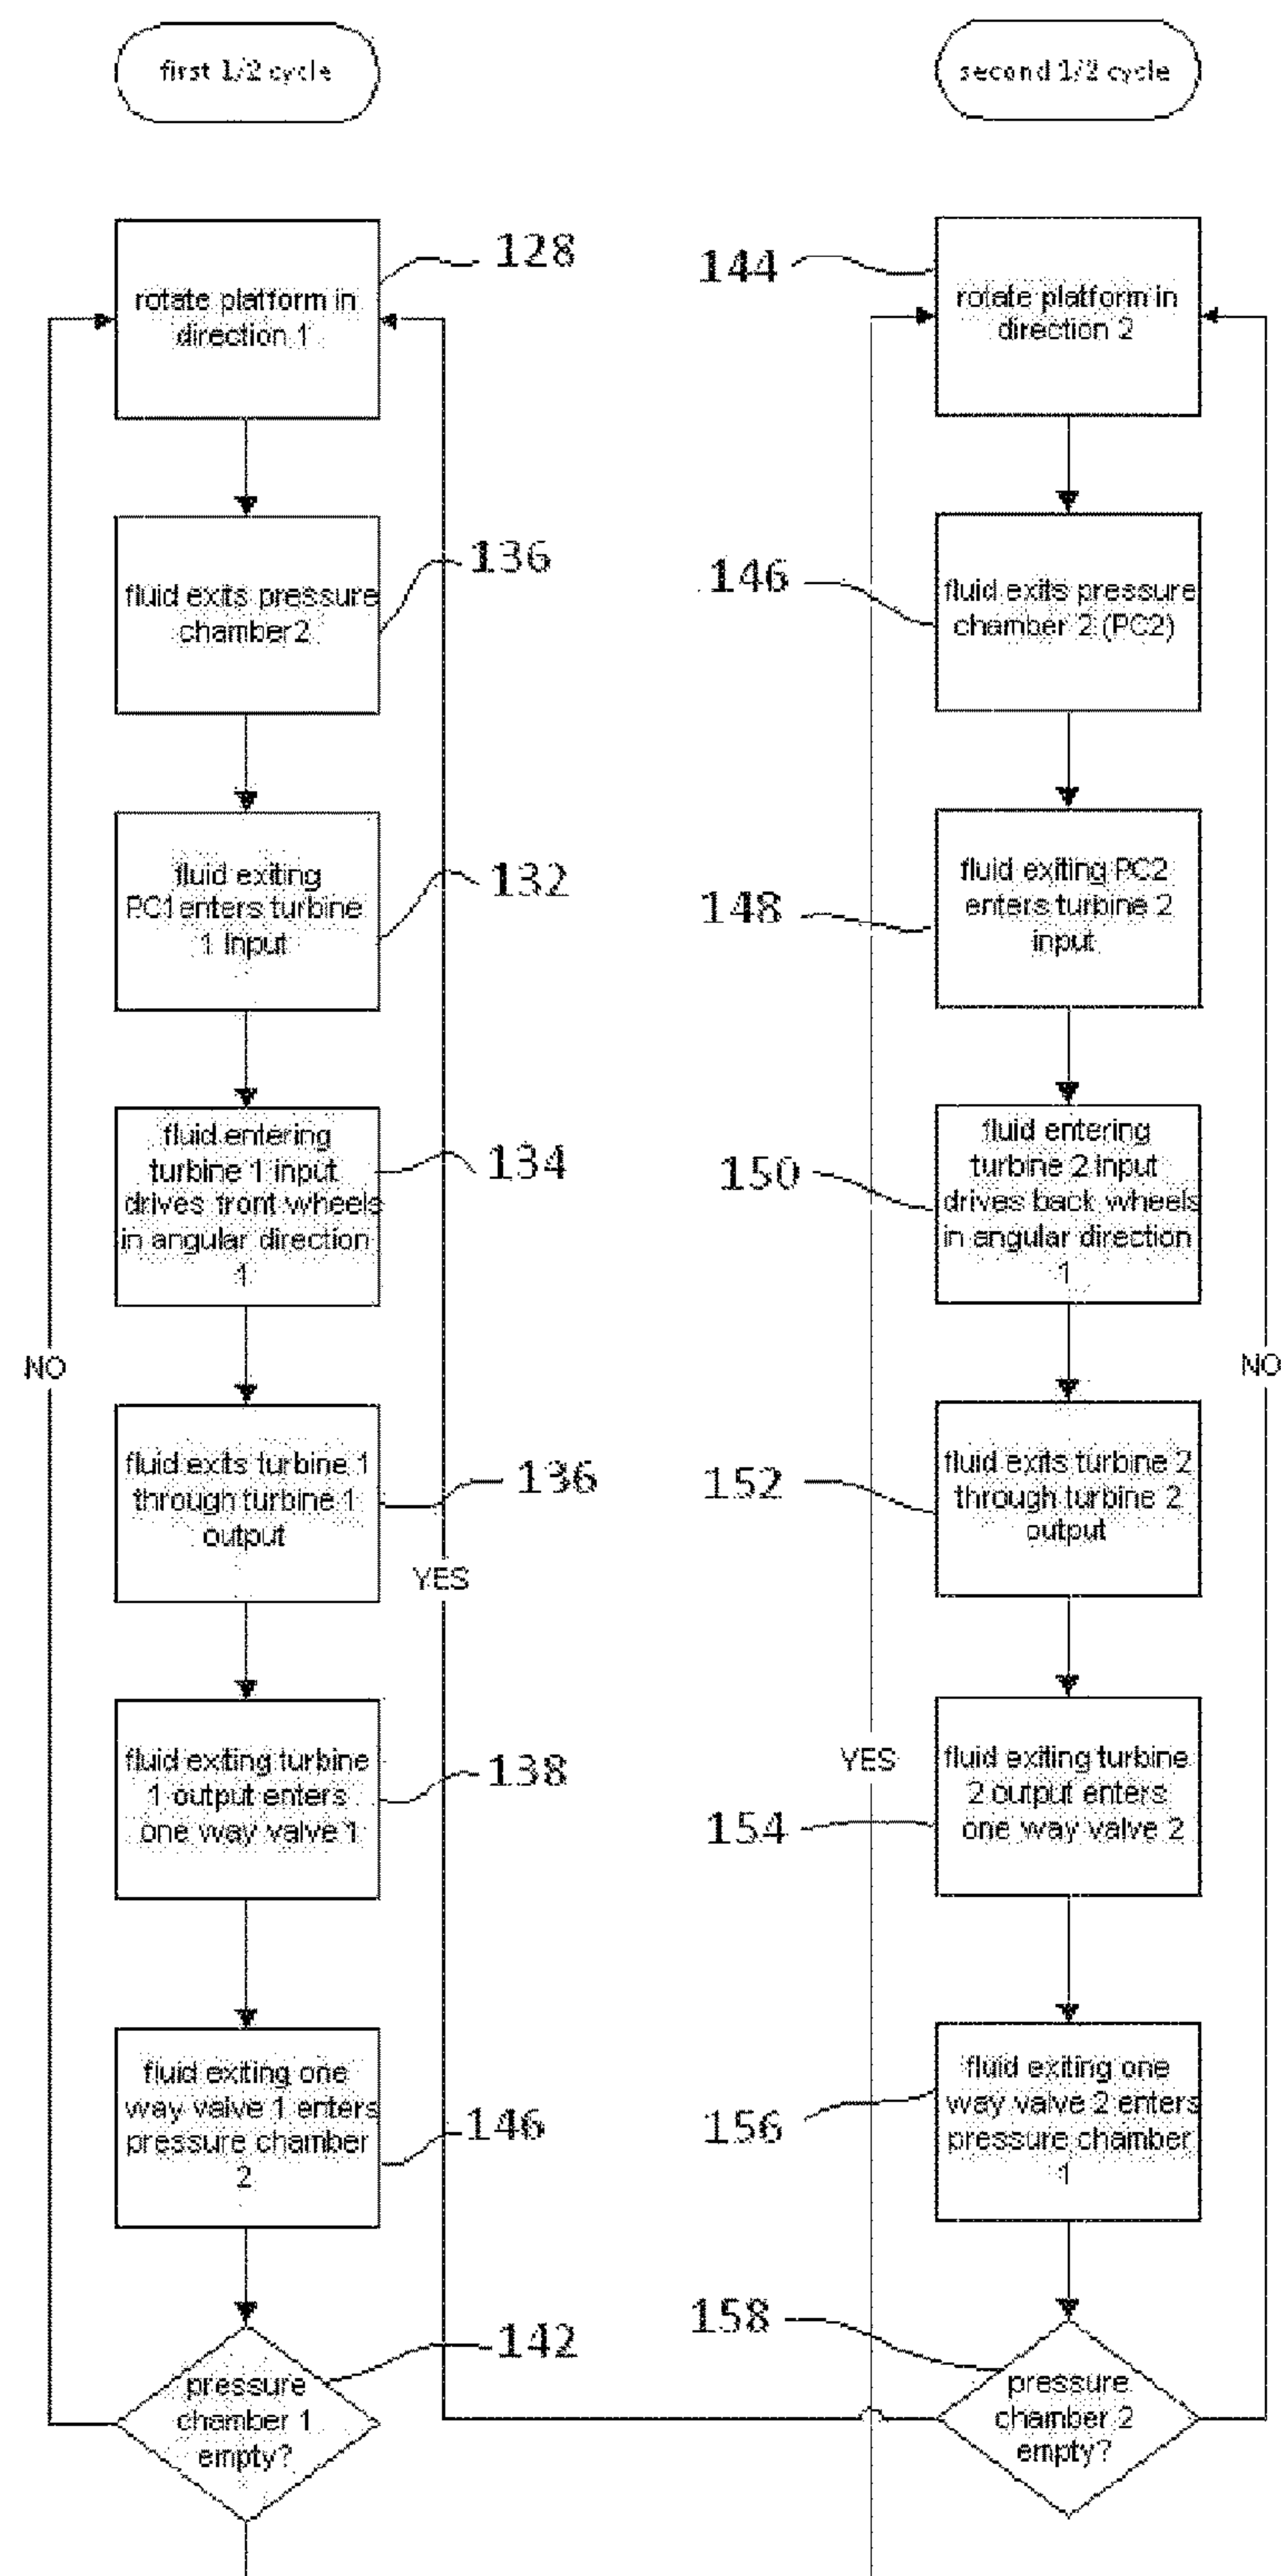 first 1/2 cycle
128
rotate platform in
direction 1
136
fluid exits pressure
chamber2
132
fluid exiting
PC1enters turbine
1 Input
134
fluid entering
turbine 1 input
drives front wheels
in angular direction
1
NO
136
fluid exits turbine 1
through turbine 1
output
YES
138
fluid exiting turbine
1 output enters
one way valve 1
146
fluid exiting one
way valve 1 enters
pressure chamber
2
142
pressure
chamber 1
empty?
second 1/2 cycle
144
rotate platform in
direction 2
146
fluid exits pressure
chamber 2 (PC2)
148
fluid exiting PC2
enters turbine 2
input
150
fluid entering
turbine 2 input
drives back wheels
in angular direction
1
NO
152
fluid exits turbine 2
through turbine 2
output
YES
154
fluid exiting turbine
2 output enters
one way valve 2
156
fluid exiting one
way valve 2 enters
pressure chamber
1
158
pressure
chamber 2
empty?